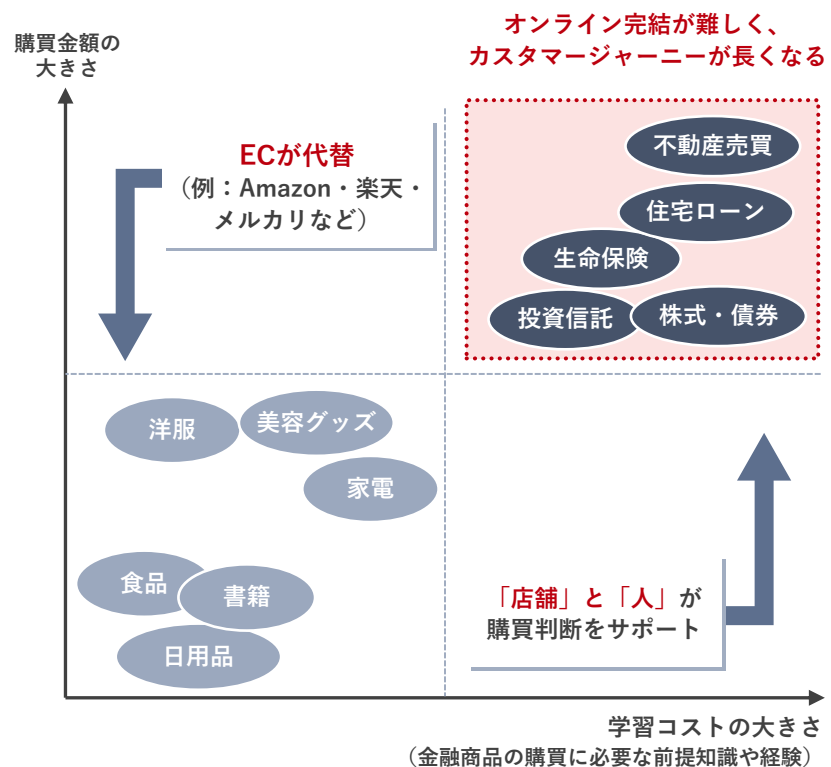 購買金額の
大きさ
オンライン完結が難しく、
カスタマージャーニーが長くなる
ECが代替
（例：Amazon・楽天・
メルカリなど）
不動産売買
住宅ローン
生命保険
投資信託
株式・債券
洋服
美容グッズ
家電
食品
書籍
日用品
「店舗」と「人」が
購買判断をサポート
学習コストの大きさ
（金融商品の購買に必要な前提知識や経験）